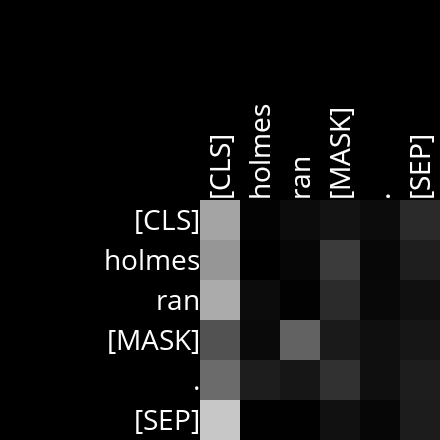 [CLS]
holmes
ran
[MASK]
.
[SEP]
[CLS]
holmes
ran
[MASK]
.
[SEP]